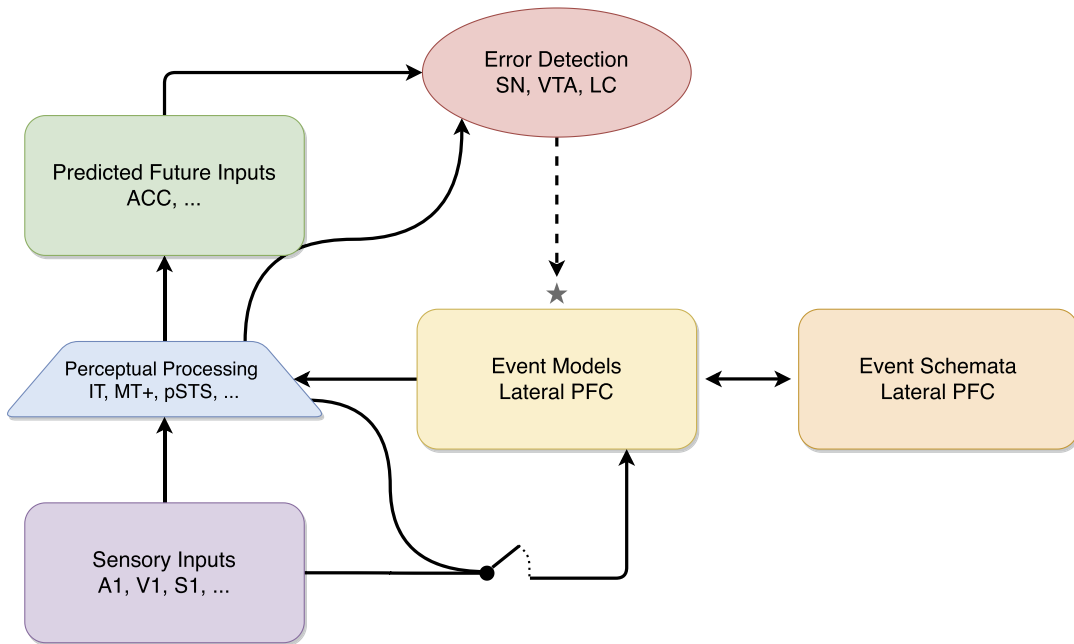 Error Detection
SN, VTA, LC
Predicted Future Inputs
ACC, ...
Perceptual Processing
IT, MT+, pSTS, ...
Event Models
Lateral PFC
Event Schemata
Lateral PFC
Sensory Inputs
A1, V1, S1, ...